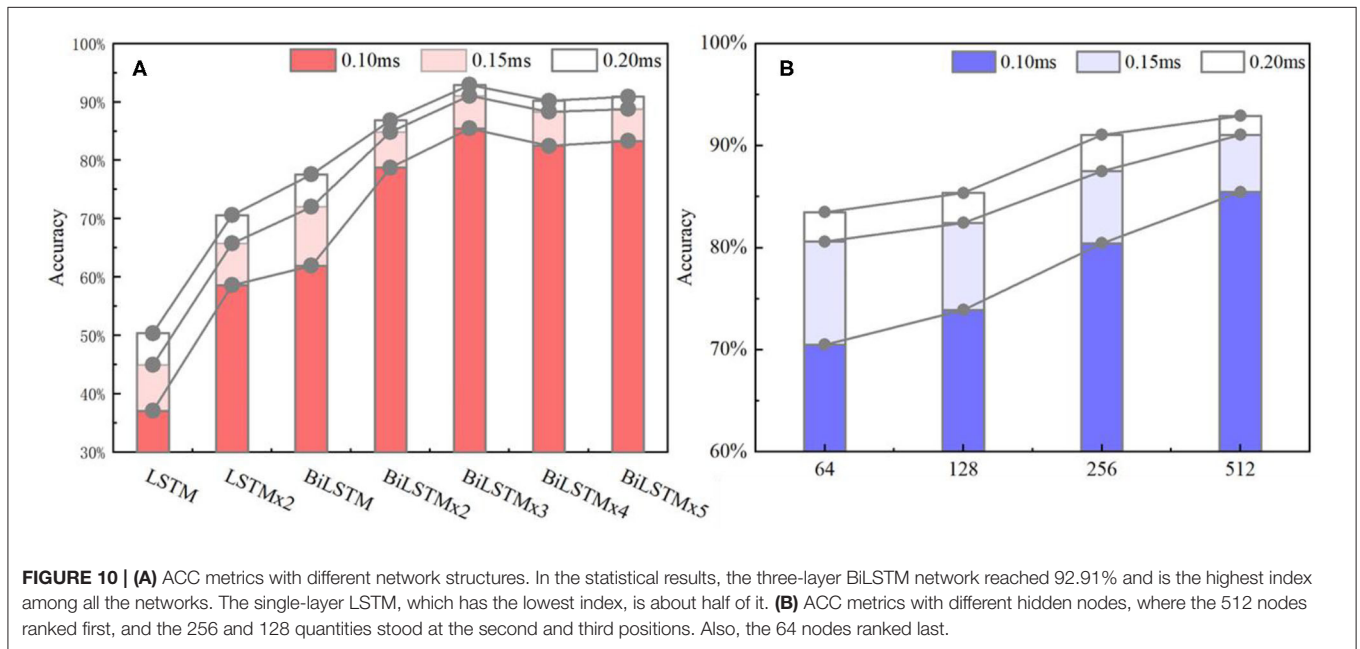 A
0.10ms 0.15ms 0.20ms
100%
90%
80%
70%
60%
50%
40%
30%
Accuracy
LSTM
LSTMx2
BiLSTM
BiLSTMx2
BiLSTMx3
BiLSTMx4
BiLSTMx5
B
0.10ms 0.15ms 0.20ms
100%
90%
80%
70%
60%
Accuracy
64 128 256 512
FIGURE 10 | (A) ACC metrics with different network structures. In the statistical results, the three-layer BiLSTM network reached 92.91% and is the highest index
among all the networks. The single-layer LSTM, which has the lowest index, is about half of it. (B) ACC metrics with different hidden nodes, where the 512 nodes
ranked first, and the 256 and 128 quantities stood at the second and third positions. Also, the 64 nodes ranked last.